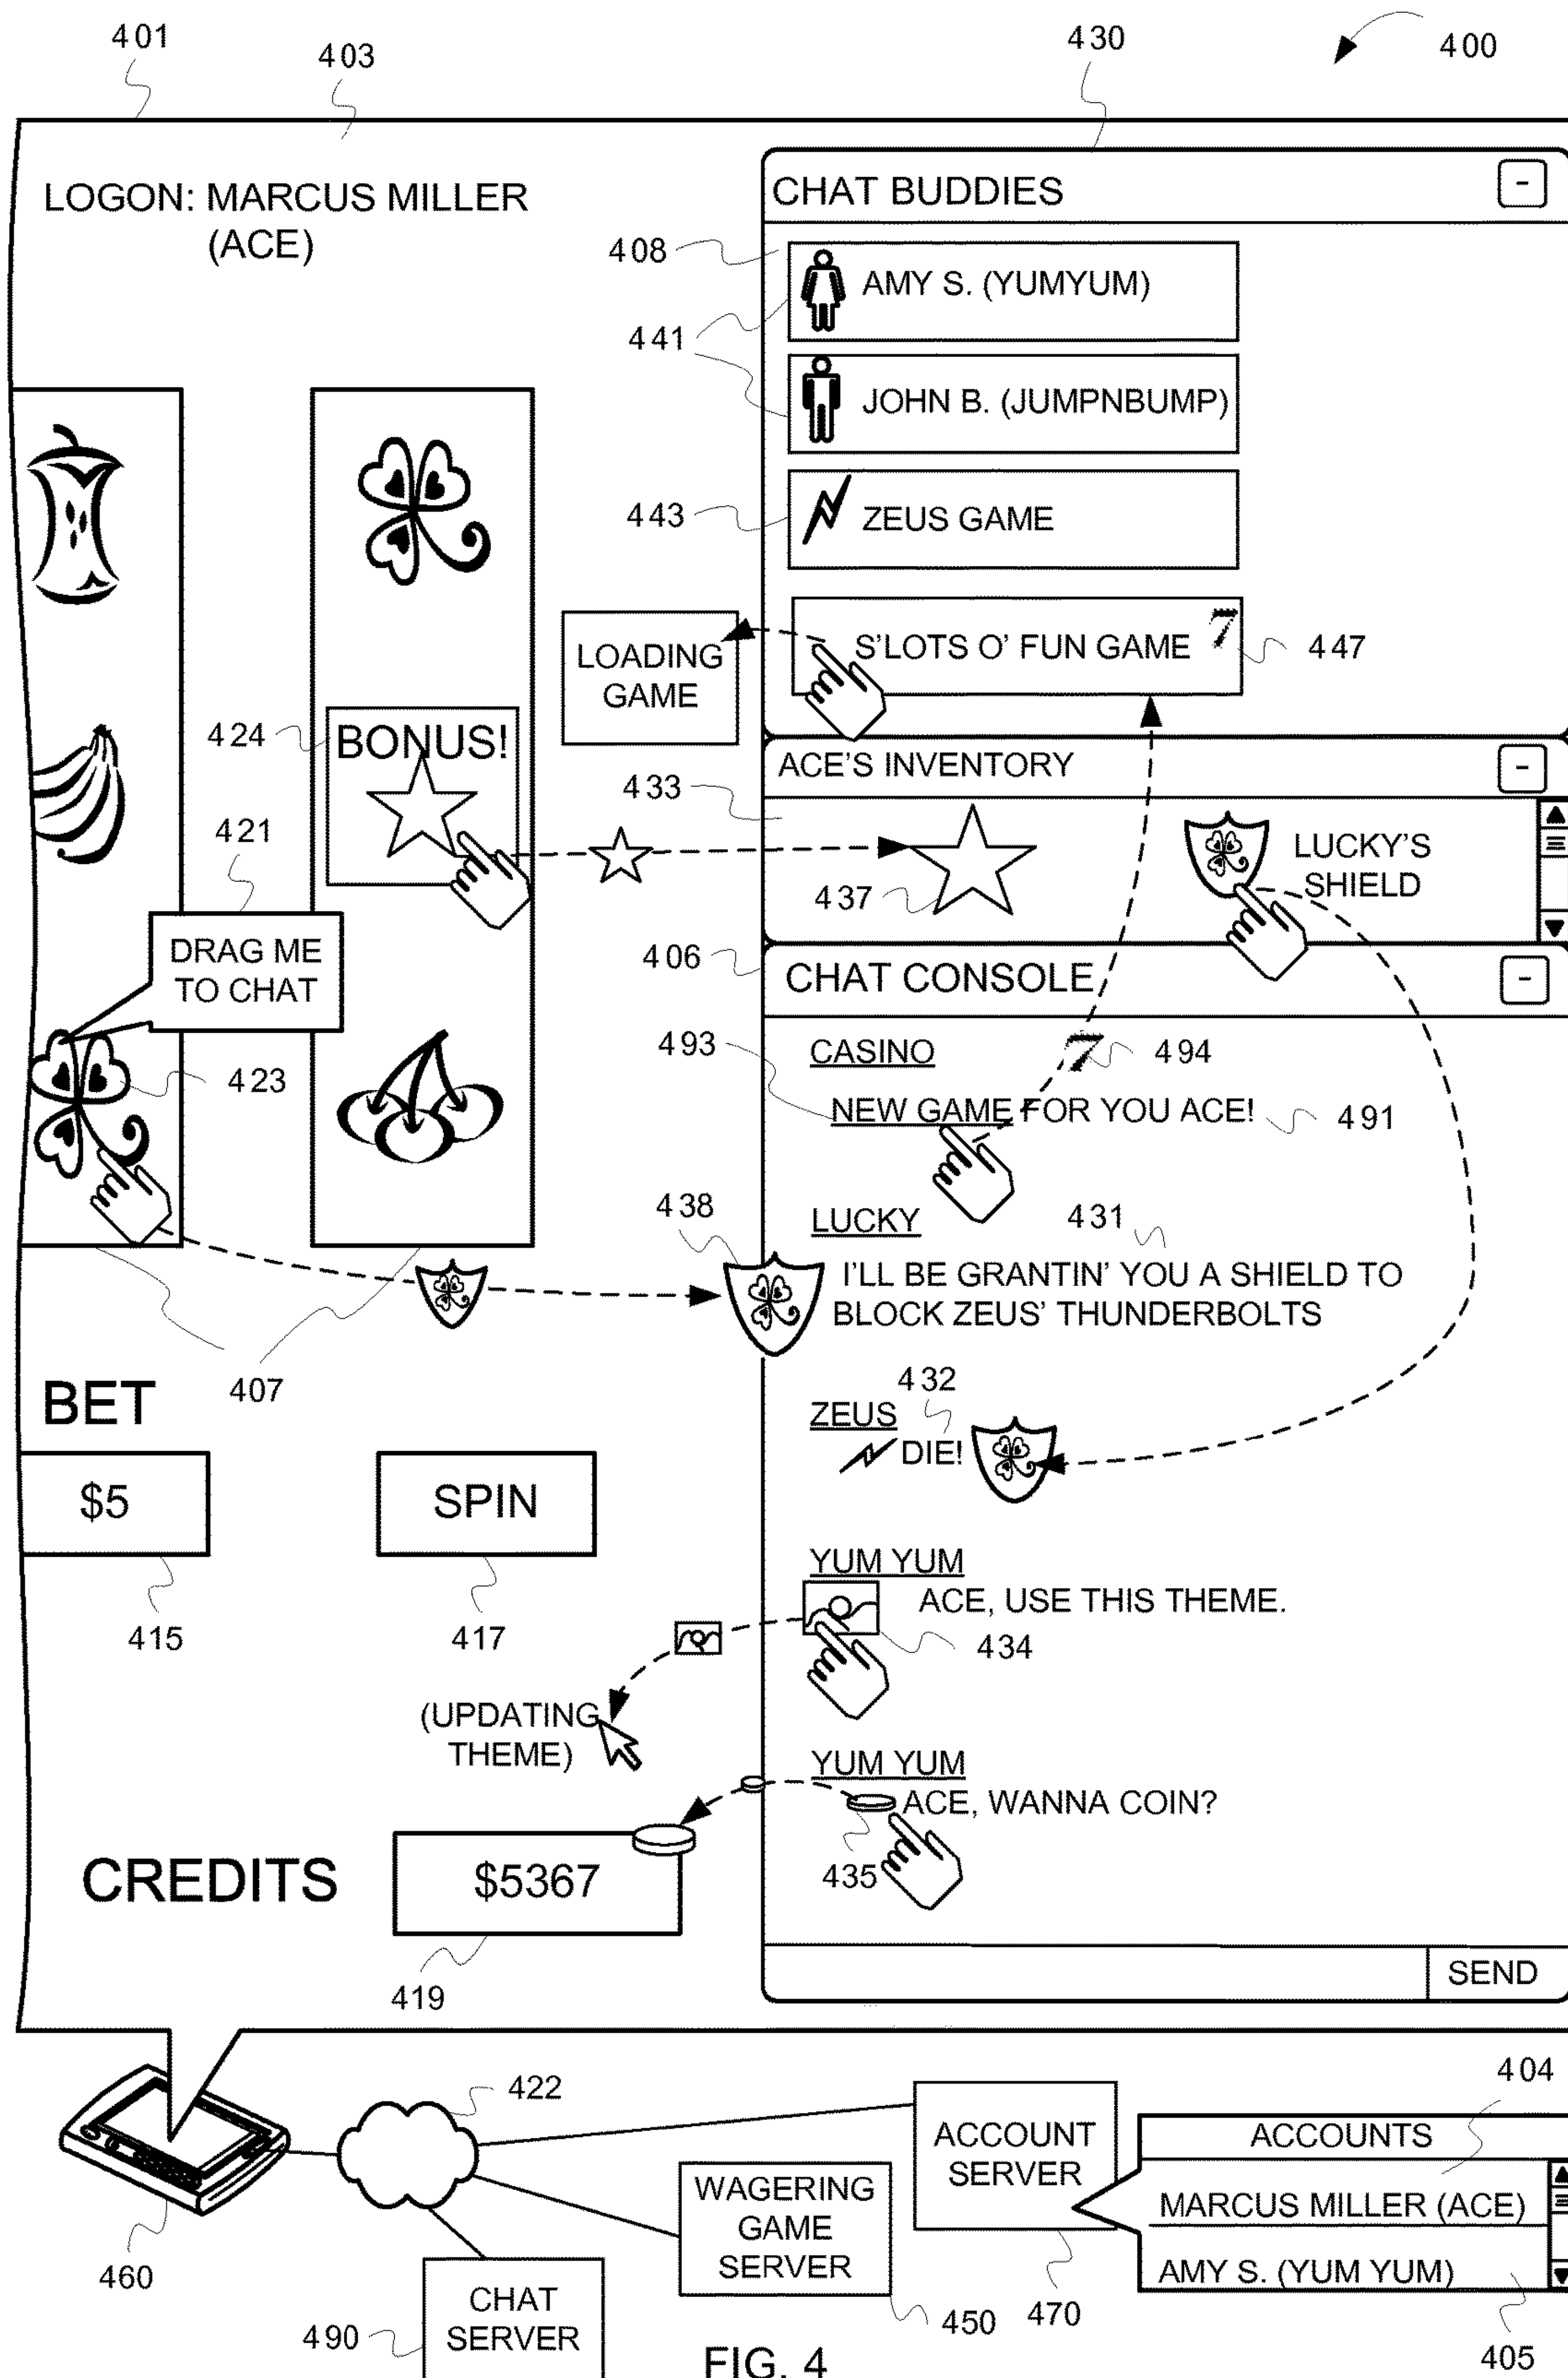 401
403
430
400
LOGON: MARCUS MILLER
(ACE)
CHAT BUDDIES
-
408
AMY S. (YUMYUM)
441
JOHN B. (JUMPNBUMP)
443
ZEUS GAME
LOADING
GAME
S'LOTS O' FUN GAME 7
447
424
BONUS!
ACE'S INVENTORY
-
433
421
437
LUCKY'S
SHIELD
DRAG ME
TO CHAT
406
CHAT CONSOLE
-
493
CASINO
7
494
423
NEW GAME FOR YOU ACE!
491
438
LUCKY
431
I'LL BE GRANTIN' YOU A SHIELD TO
BLOCK ZEUS' THUNDERBOLTS
407
BET
432
ZEUS
DIE!
$5
SPIN
415
417
YUM YUM
ACE, USE THIS THEME.
434
(UPDATING
THEME)
YUM YUM
ACE, WANNA COIN?
435
CREDITS
$5367
419
SEND
422
404
ACCOUNT
SERVER
ACCOUNTS
MARCUS MILLER (ACE)
AMY S. (YUM YUM)
WAGERING
GAME
SERVER
460
CHAT
SERVER
490
450
470
405
FIG. 4